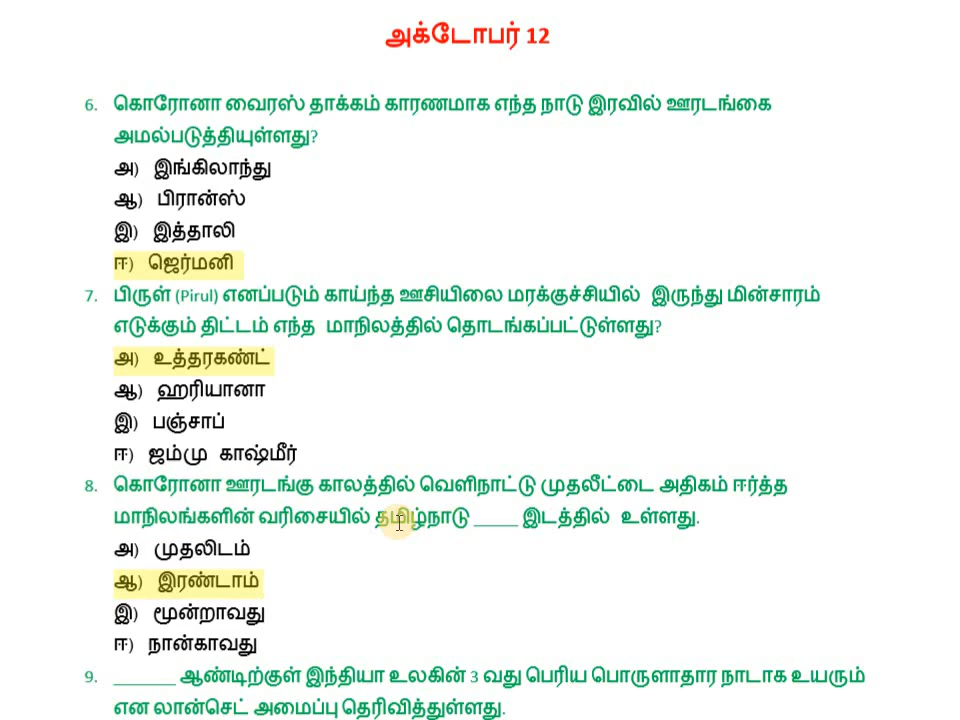 அக்டோபர் 12
6. கொரோனா வைரஸ் தாக்கம் காரணமாக எந்த நாடு இரவில் ஊரடங்கை
அமல்படுத்தியுள்ளது?
அ) இங்கிலாந்து
ஆ) பிரான்ஸ்
இ) இத்தாலி
ஈ) ஜெர்மனி
7. பிருள் (Pirul) எனப்படும் காய்ந்த ஊசியிலை மரக்குச்சியில் இருந்து மின்சாரம்
எடுக்கும் திட்டம் எந்த மாநிலத்தில் தொடங்கப்பட்டுள்ளது?
அ) உத்தரகண்ட்
ஆ) ஹரியானா
இ) பஞ்சாப்
ஈ) ஜம்மு காஷ்மீர்
8. கொரோனா ஊரடங்கு காலத்தில் வெளிநாட்டு முதலீட்டை அதிகம் ஈர்த்த
மாநிலங்களின் வரிசையில் தமிழ்நாடு _____ இடத்தில் உள்ளது.
அ) முதலிடம்
ஆ) இரண்டாம்
இ) மூன்றாவது
ஈ) நான்காவது
9. _______ ஆண்டிற்குள் இந்தியா உலகின் 3 வது பெரிய பொருளாதார நாடாக உயரும்
என லான்செட் அமைப்பு தெரிவித்துள்ளது.